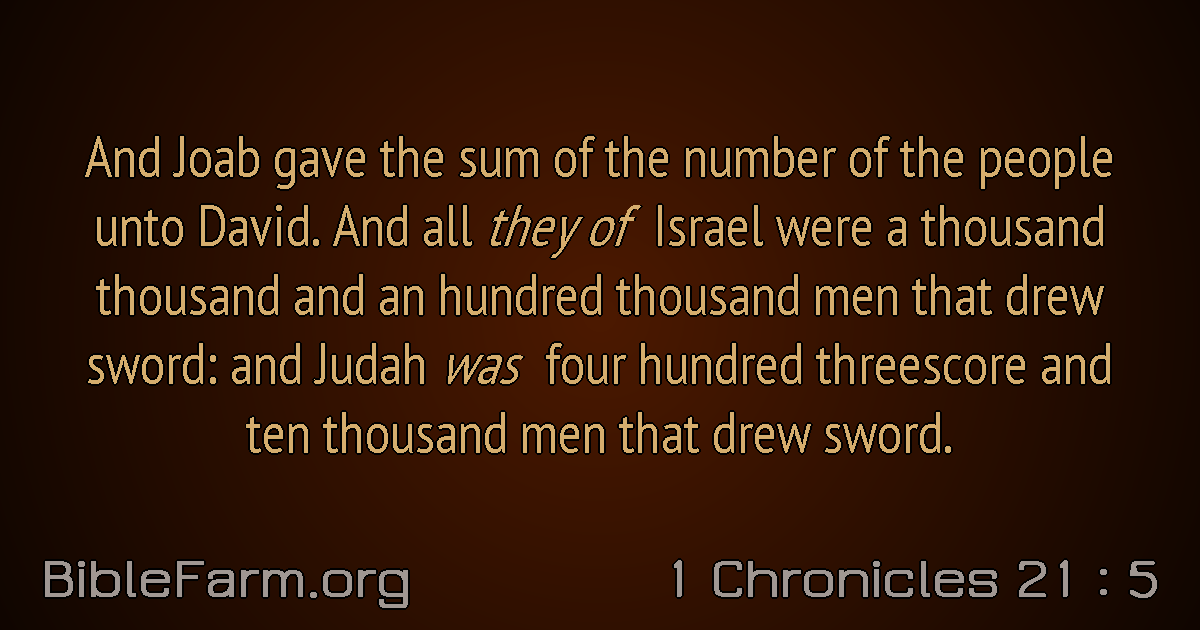 And Joab gave the sum of the number of the people
unto David. And all they of Israel were a thousand
thousand and an hundred thousand men that drew
sword: and Judah was four hundred threescore and
ten thousand men that drew sword.
BibleFarm.org
1 Chronicles 21 : 5